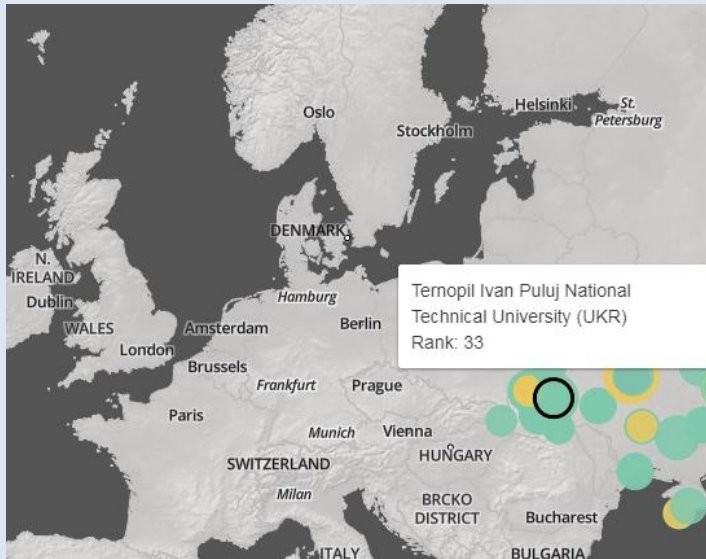 Oslo
Helsinki
St.
Petersburg
Stockholm
DENMARK
N.
IRELAND
Dublin
Hamburg
WALES
Amsterdam
Berlin
London
Brussels
Frankfurt
Prague
Paris
Munich
Vienna
HUNGARY
SWITZERLAND
Milan
BRCKO
DISTRICT
Bucharest
ITALY
BULGARIA
Ternopil Ivan Puluj National
Technical University (UKR)
Rank: 33